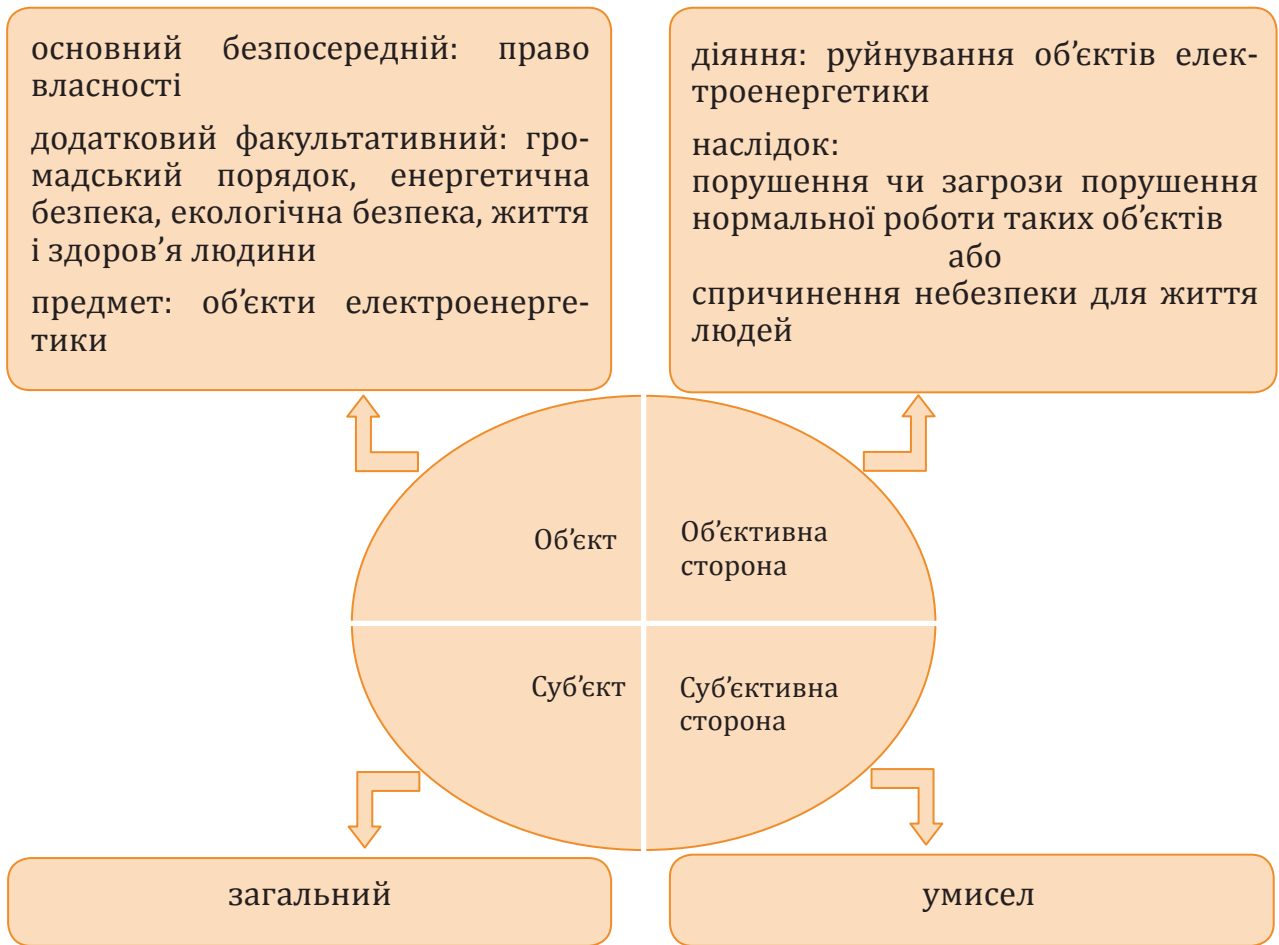 основний безпосередній: право
власності
додатковий факультативний: гро-
мадський порядок, енергетична
безпека, екологічна безпека, життя
і здоров’я людини
предмет: об’єкти електроенерге-
тики
діяння: руйнування об’єктів елек-
троенергетики
наслідок:
порушення чи загрози порушення
нормальної роботи таких об’єктів
або
спричинення небезпеки для життя
людей
Об’єкт
Об’єктивна
сторона
Суб’єкт
Суб’єктивна
сторона
загальний
умисел